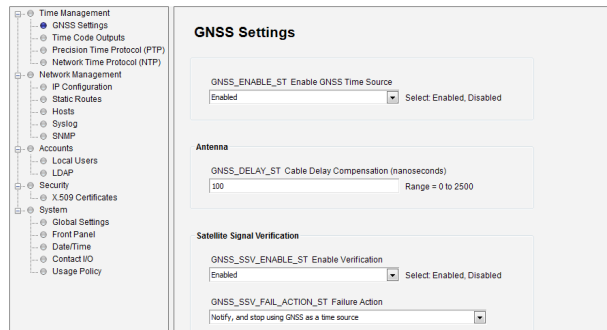 Time Management
GNSS Settings
Time Code Outputs
Precision Time Protocol (PTP)
Network Time Protocol (NTP)
Network Management
IP Configuration
Static Routes
Hosts
Syslog
SNMP
Accounts
Local Users
LDAP
Security
X.509 Certificates
System
Global Settings
Front Panel
Date/Time
Contact I/O
Usage Policy
GNSS Settings
GNSS_ENABLE_ST Enable GNSS Time Source
Enabled Select: Enabled, Disabled
Antenna
GNSS_DELAY_ST Cable Delay Compensation (nanoseconds)
100 Range = 0 to 2500
Satellite Signal Verification
GNSS_SSV_ENABLE_ST Enable Verification
Enabled Select: Enabled, Disabled
GNSS_SSV_FAIL_ACTION_ST Failure Action
Notify, and stop using GNSS as a time source